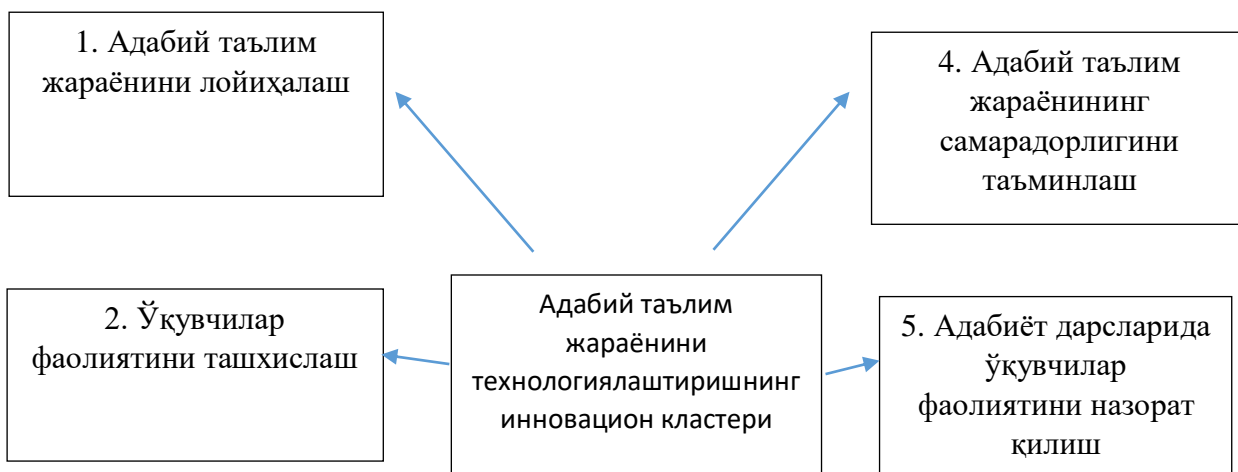 1. Адабий таълим
жараёнини лойиҳалаш
4. Адабий таълим
жараёнининг
самарадорлигини
таъминлаш
2. Ўқувчилар
фаолиятини ташхислаш
Адабий таълим
жараёнини
технологиялаштиришнинг
инновацион кластери
5. Адабиёт дарсларида
ўқувчилар
фаолиятини назорат
қилиш